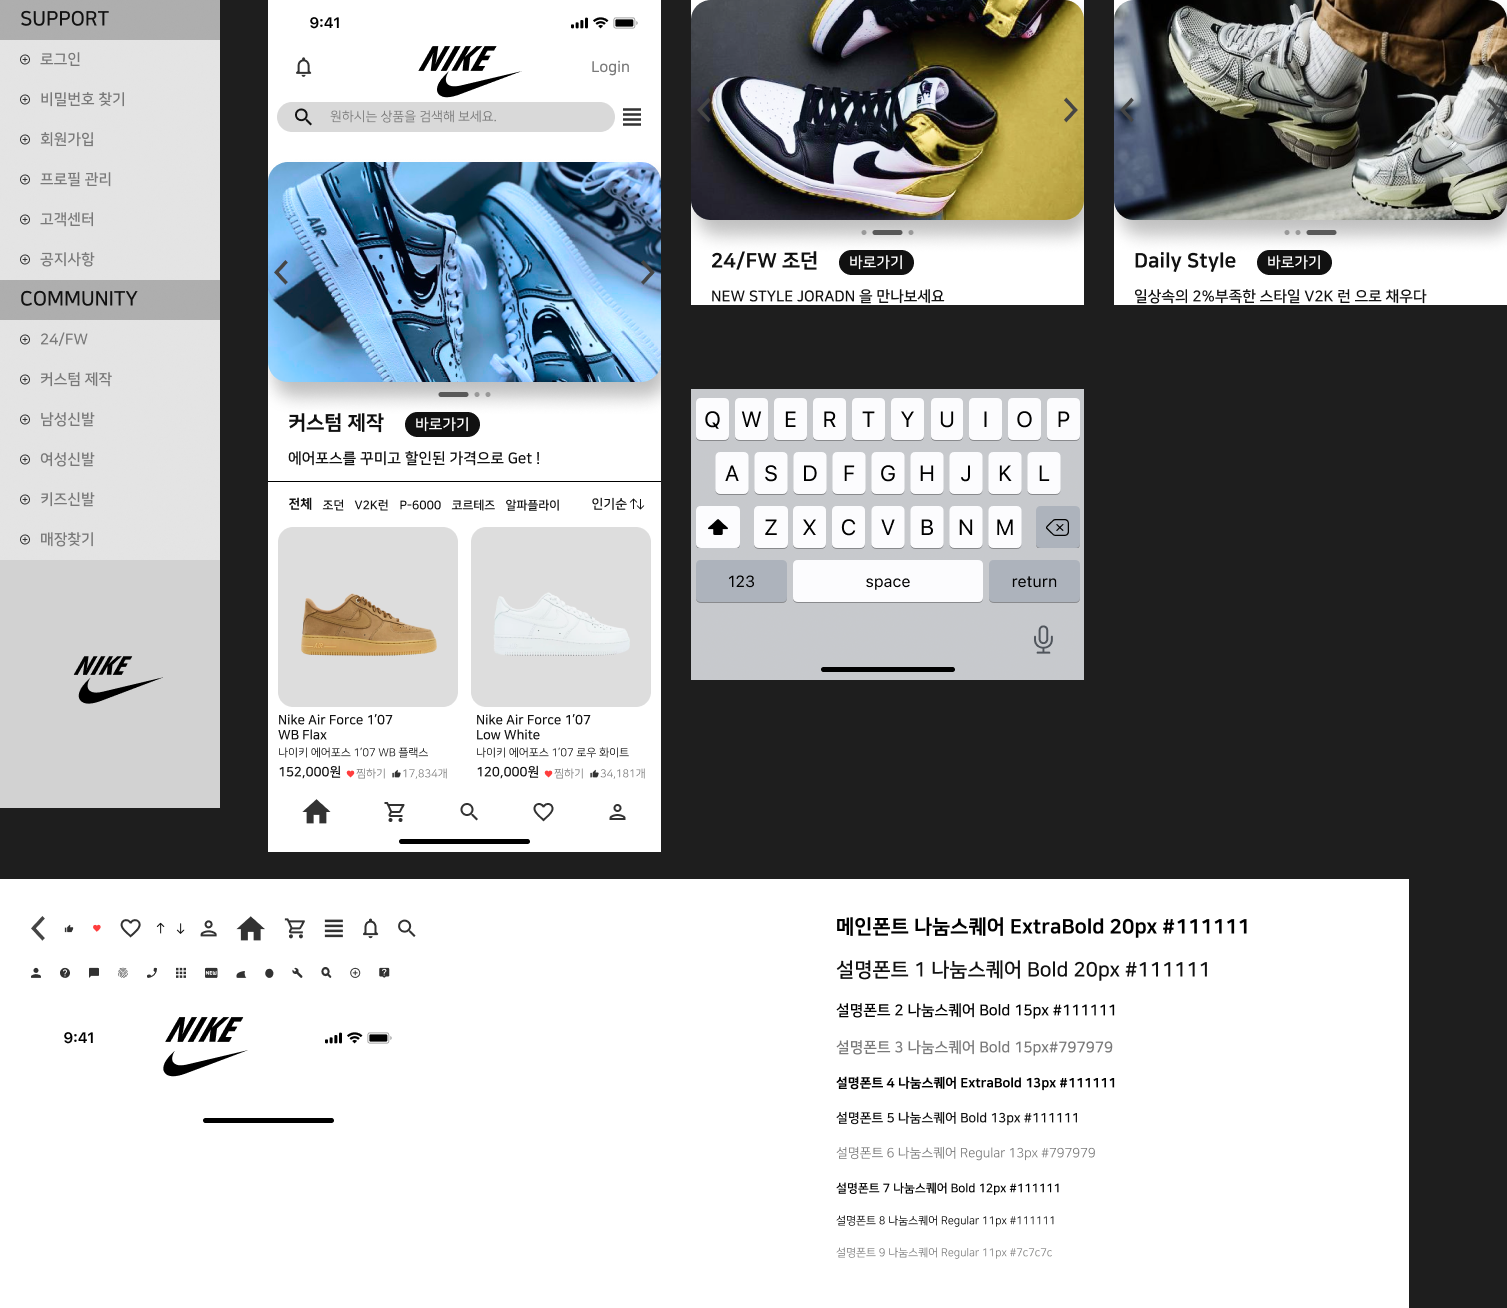 SUPPORT
로그인
비밀번호 찾기
회원가입
프로필 관리
고객센터
공지사항
COMMUNITY
24/FW
커스텀 제작
남성신발
여성신발
키즈신발
매장찾기
NIKE
9:41
NIKE
Login
원하시는 상품을 검색해 보세요.
AIR
커스텀 제작 바로가기
에어포스를 꾸미고 할인된 가격으로 Get !
전체 조던 V2K런 P-6000 코르테즈 알파플라이 인기순
Nike Air Force 1'07
WB Flax
나이키 에어포스 1'07 WB 플랙스
152,000원 찜하기 17,834개
Nike Air Force 1'07
Low White
나이키 에어포스 1'07 로우 화이트
120,000원 찜하기 34,181개
24/FW 조던 바로가기
NEW STYLE JORADN 을 만나보세요
Daily Style 바로가기
일상속의 2%부족한 스타일 V2K 런 으로 채우다
Q W E R T Y U I O P
A S D F G H J K L
Z X C V B N M
123 space return
NEW
9:41
NIKE
메인폰트 나눔스퀘어 ExtraBold 20px #111111
설명폰트 1 나눔스퀘어 Bold 20px #111111
설명폰트 2 나눔스퀘어 Bold 15px #111111
설명폰트 3 나눔스퀘어 Bold 15px#797979
설명폰트 4 나눔스퀘어 ExtraBold 13px #111111
설명폰트 5 나눔스퀘어 Bold 13px #111111
설명폰트 6 나눔스퀘어 Regular 13px #797979
설명폰트 7 나눔스퀘어 Bold 12px #111111
설명폰트 8 나눔스퀘어 Regular 11px #111111
설명폰트 9 나눔스퀘어 Regular 11px #7c7c7c